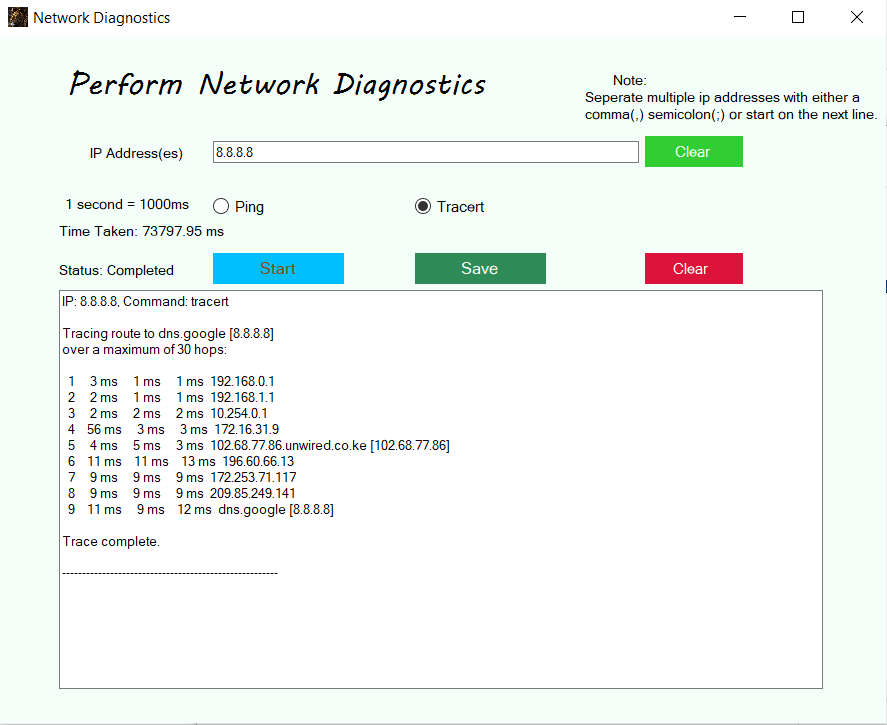 Network Diagnostics
Perform Network Diagnostics
Note:
Seperate multiple ip addresses with either a
comma(,) semicolon(;) or start on the next line.
IP Address(es) 8.8.8.8 Clear
1 second = 1000ms Ping Tracert
Time Taken: 73797.95 ms
Status: Completed Start Save Clear
IP: 8.8.8.8, Command: tracert
Tracing route to dns.google [8.8.8.8]
over a maximum of 30 hops:
1 3 ms 1 ms 1 ms 192.168.0.1
2 2 ms 1 ms 1 ms 192.168.1.1
3 2 ms 2 ms 2 ms 10.254.0.1
4 56 ms 3 ms 3 ms 172.16.31.9
5 4 ms 5 ms 3 ms 102.68.77.86.unwired.co.ke [102.68.77.86]
6 11 ms 11 ms 13 ms 196.60.66.13
7 9 ms 9 ms 9 ms 172.253.71.117
8 9 ms 9 ms 9 ms 209.85.249.141
9 11 ms 9 ms 12 ms dns.google [8.8.8.8]
Trace complete.
------------------------------------------------------